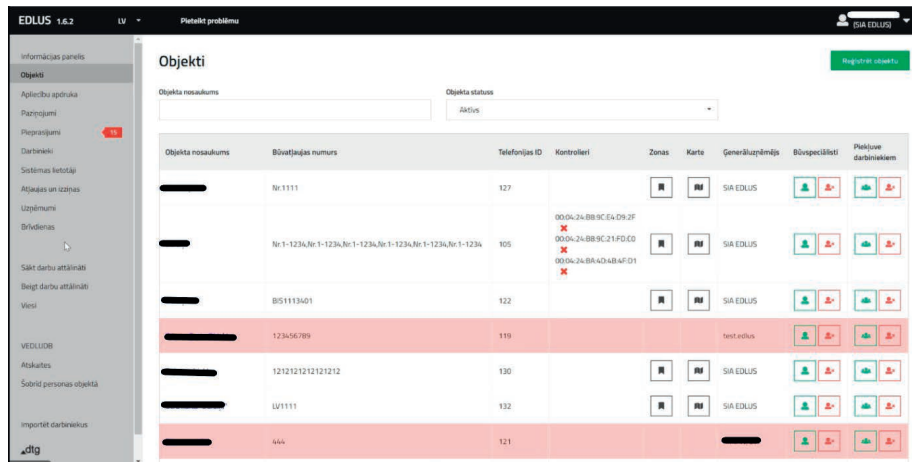 EDLUS 1.6.2
LV
Pieteikt problēmu
(SIA EDLUS)
Informācijas panelis
Objekti
Apliecību apdruka
Paziņojumi
Pieprasījumi 15
Darbinieki
Sistēmas lietotāji
Atļaujas un izziņas
Uzņēmumi
Brīvdienas
Sākt darbu attālināti
Beigt darbu attālināti
Viesi
VEDLUDB
Atskaites
Šobrīd personas objektā
Importēt darbiniekus
dtg
Objekti
Reģistrēt objektu
Objekta nosaukums
Objekta statuss
Aktīvs
Objekta nosaukums Būvatļaujas numurs Telefonijas ID Kontrolieri Zonas Karte Ģenerāluzņēmējs Būvspeciālisti Piekļuve darbiniekiem
Nr.1111 127 SIA EDLUS
Nr.1-1234,Nr.1-1234,Nr.1-1234,Nr.1-1234,Nr.1-1234,Nr.1-1234 105 00:04:24:B8:9C:E4:D9:2F
00:04:24:B8:9C:21:FD:C0 SIA EDLUS
00:04:24:BA:4D:4B:4F:D1
BIS1113401 122 SIA EDLUS
123456789 119 test.edlus
1212121212121212 130 SIA EDLUS
LV1111 132 SIA EDLUS
444 121